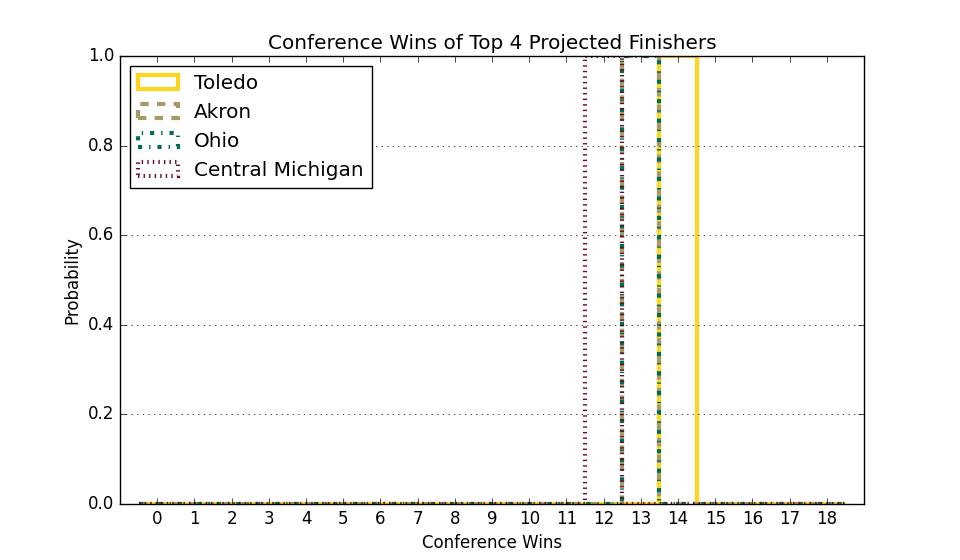 Conference Wins of Top 4 Projected Finishers
1.0
0.8
0.6
0.4
0.2
0.0
Probability
Toledo
Akron
Ohio
Central Michigan
0 1 2 3 4 5 6 7 8 9 10 11 12 13 14 15 16 17 18
Conference Wins